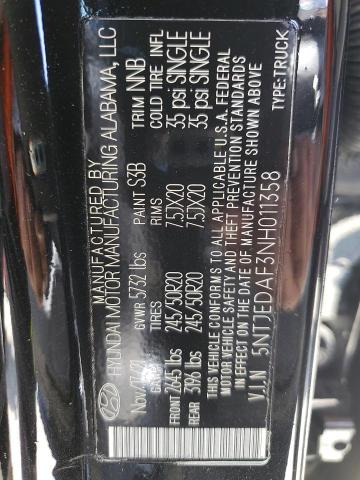 MANUFACTURED BY
HYUNDAI MOTOR MANUFACTURING ALABAMA, LLC
Nov/01/21 GVWR 5732 lbs PAINT S3B TRIM NNB
GAWR TIRES RIMS COLD TIRE INFL
FRONT 2645 lbs 245/50R20 7.5JX20 35 psi SINGLE
REAR 3196 lbs 245/50R20 7.5JX20 35 psi SINGLE
THIS VEHICLE CONFORMS TO ALL APPLICABLE U.S.A. FEDERAL
MOTOR VEHICLE SAFETY AND THEFT PREVENTION STANDARDS
IN EFFECT ON THE DATE OF MANUFACTURE SHOWN ABOVE
V.I.N 5NTJEDAF3NH011358 TYPE:TRUCK